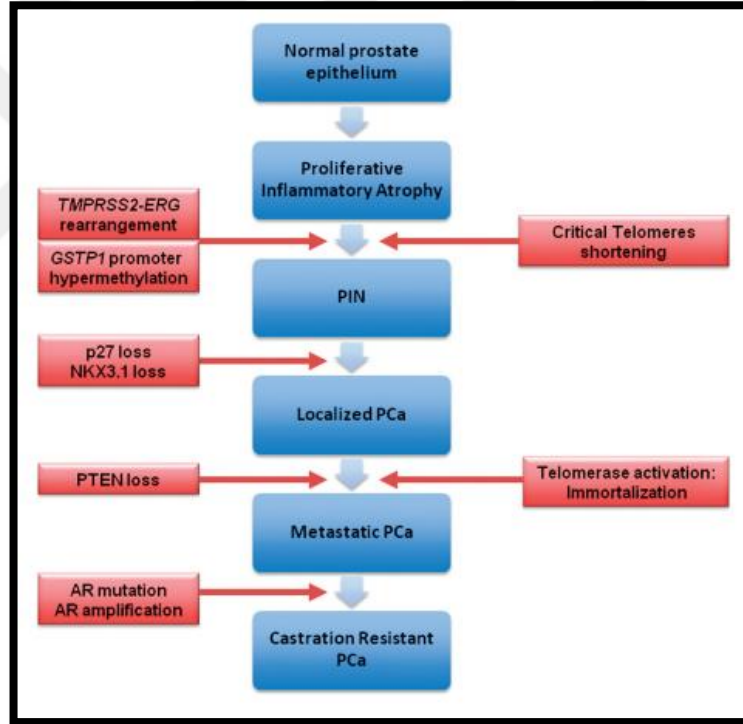 Normal prostate
epithelium
Proliferative
Inflammatory Atrophy
TMPRSS2-ERG
rearrangement
GSTP1 promoter
hypermethylation
Critical Telomeres
shortening
PIN
p27 loss
NKX3.1 loss
Localized PCa
PTEN loss
Telomerase activation:
Immortalization
Metastatic PCa
AR mutation
AR amplification
Castration Resistant
PCa